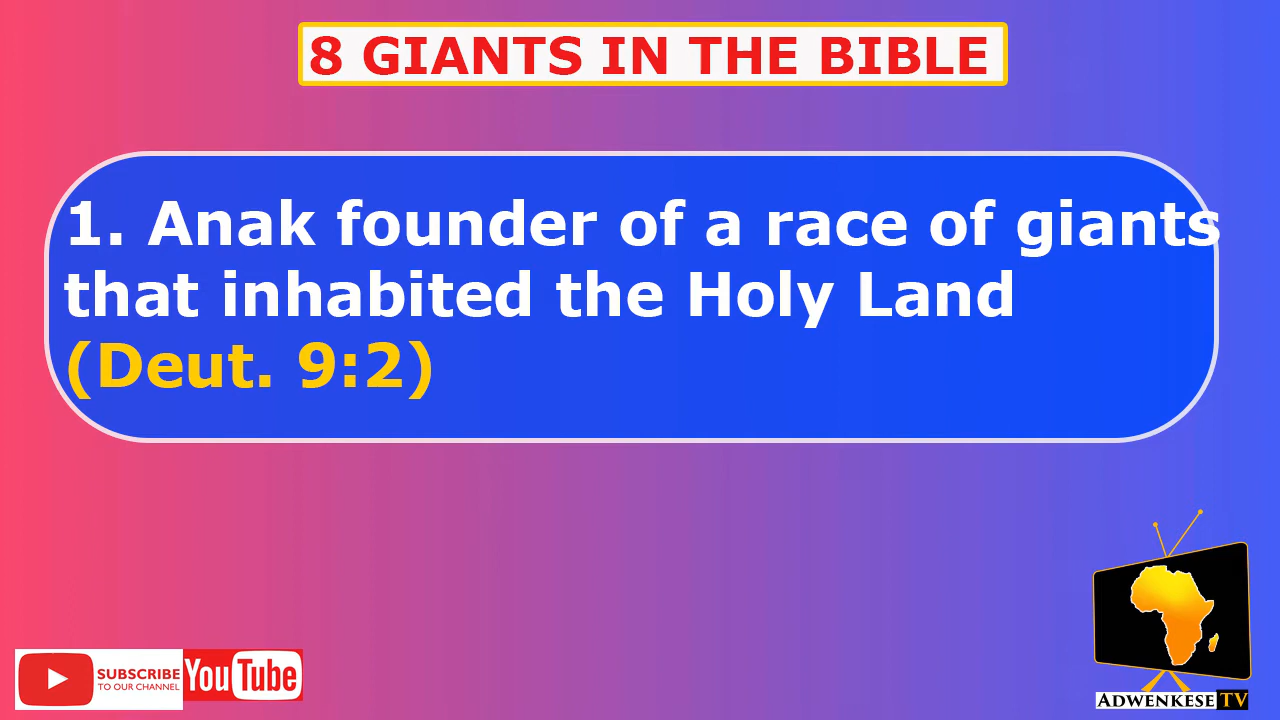 8 GIANTS IN THE BIBLE
1. Anak founder of a race of giants
that inhabited the Holy Land
(Deut. 9:2)
SUBSCRIBE
TO OUR CHANNEL
YouTube
ADWENKESE TV